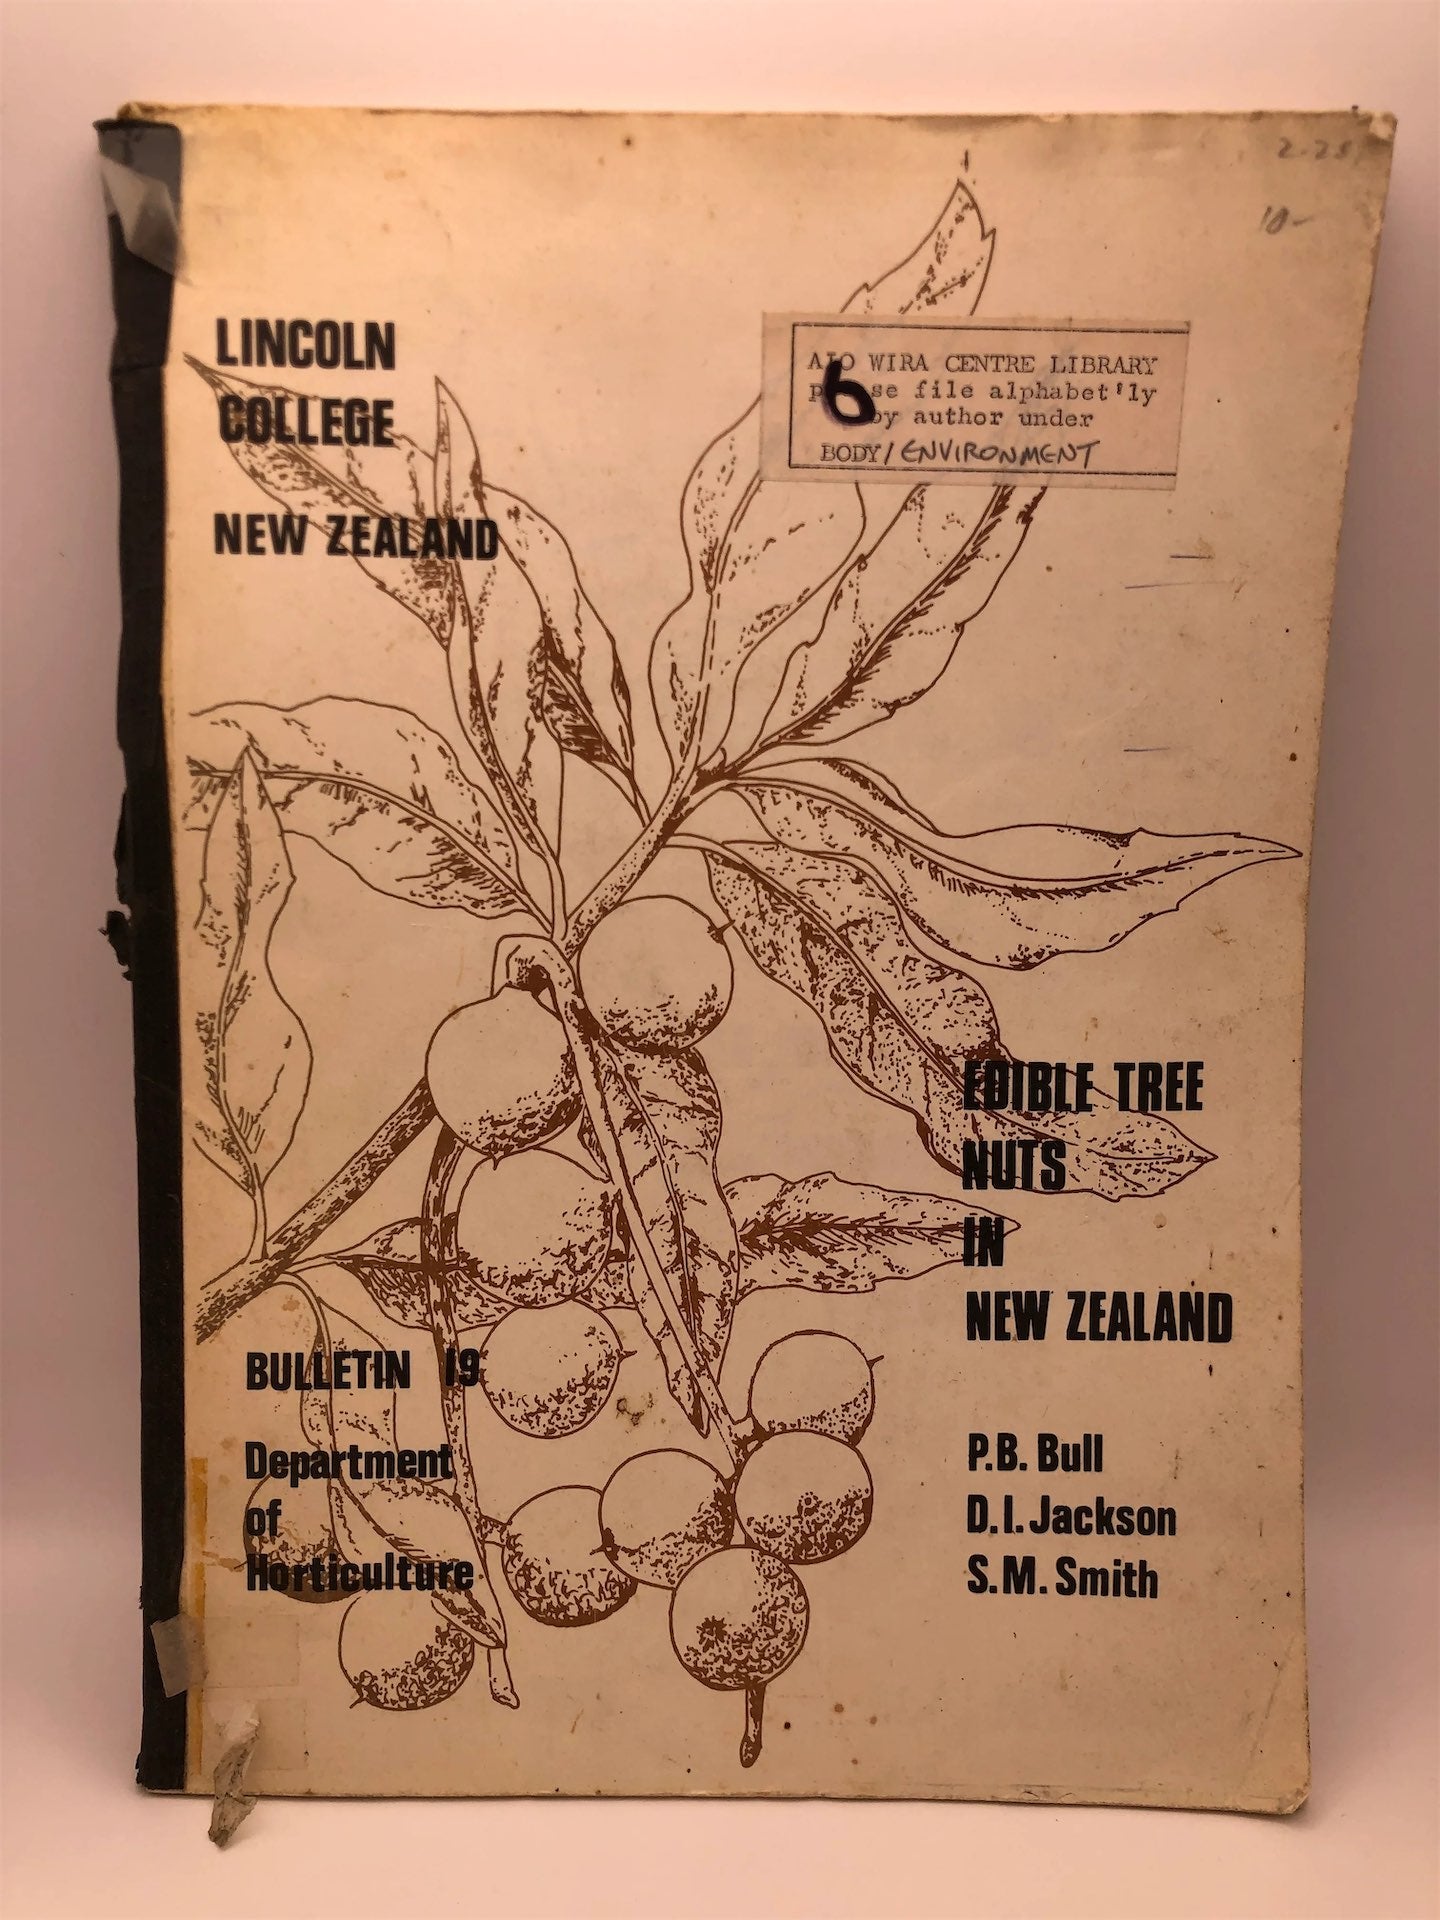 2.25
10-
LINCOLN
COLLEGE
NEW ZEALAND
AIO WIRA CENTRE LIBRARY
6 se file alphabet'ly
by author under
BODY/ENVIRONMENT
EDIBLE TREE
NUTS
IN
NEW ZEALAND
BULLETIN 19
Department
of
Horticulture
P.B. Bull
D.I. Jackson
S.M. Smith